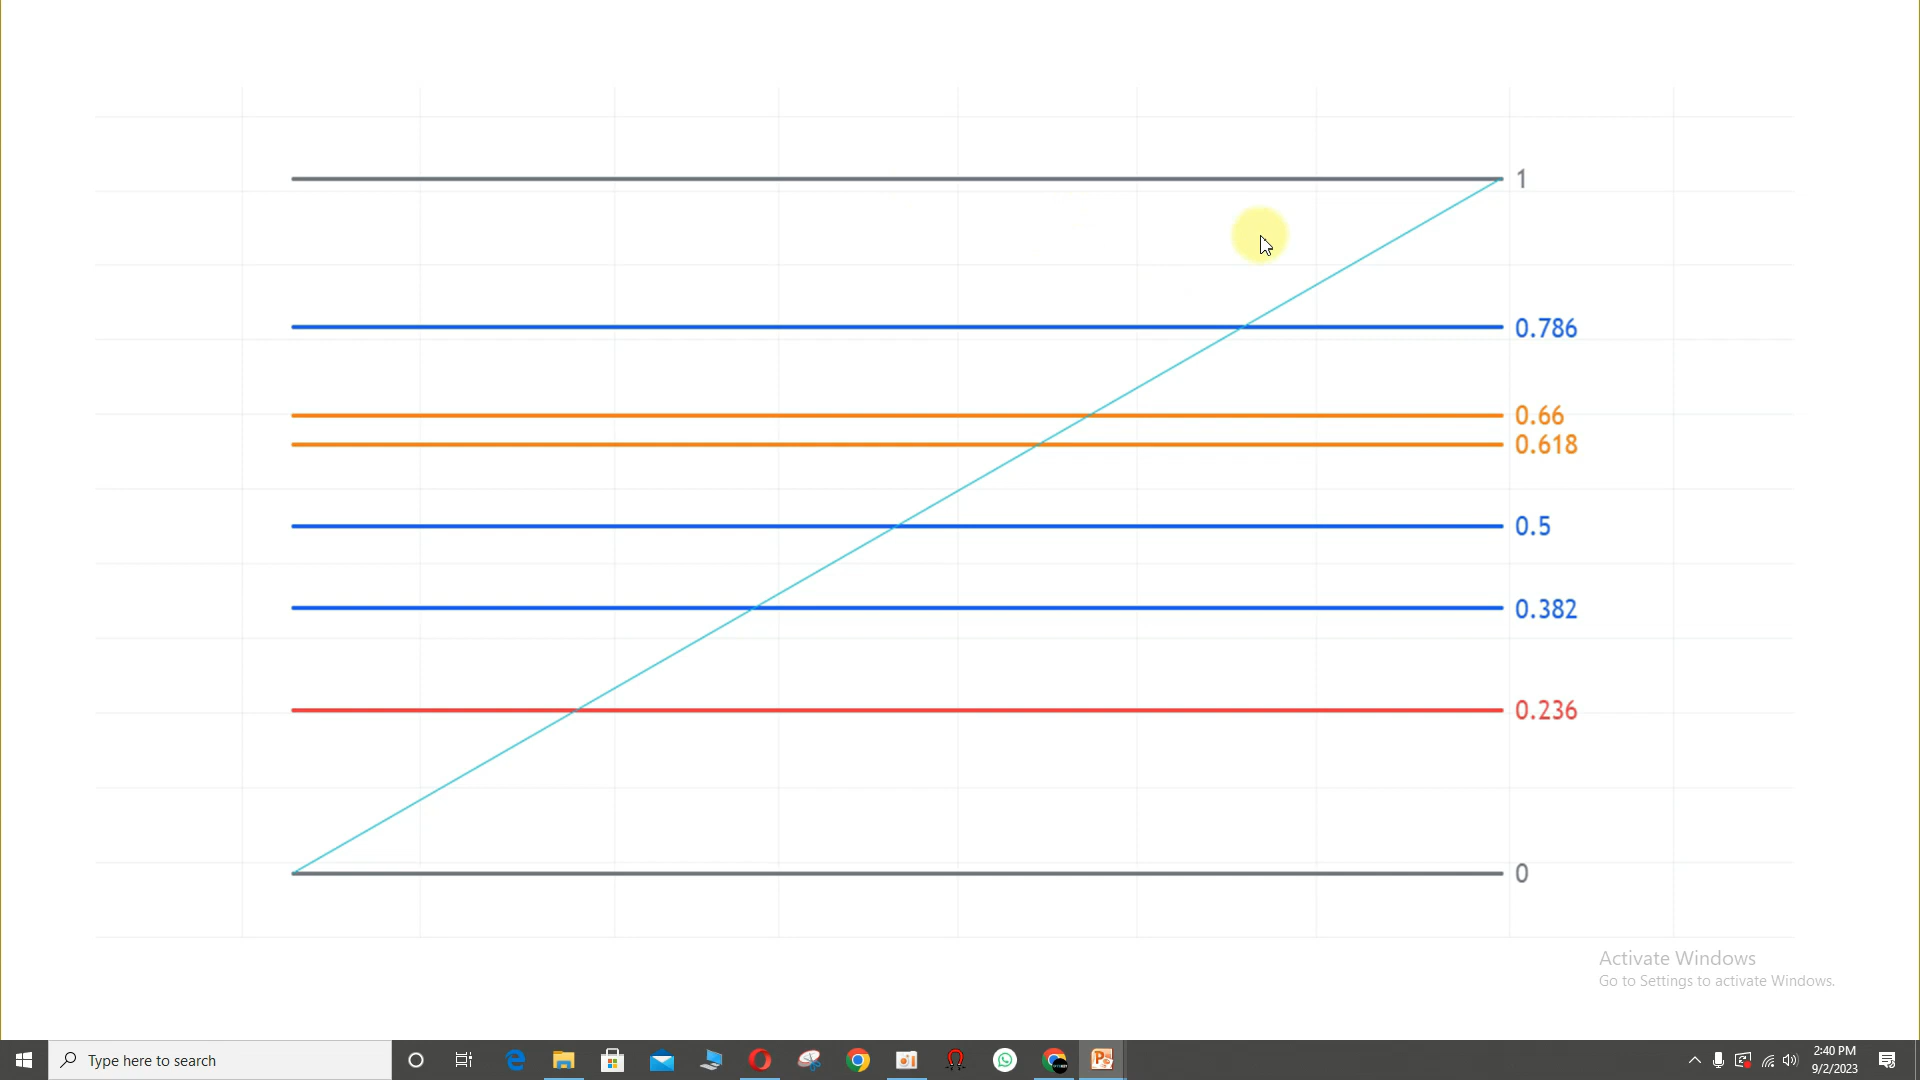 1
0.786
0.66
0.618
0.5
0.382
0.236
0
Activate Windows
Go to Settings to activate Windows.
Type here to search
2:40 PM
9/2/2023